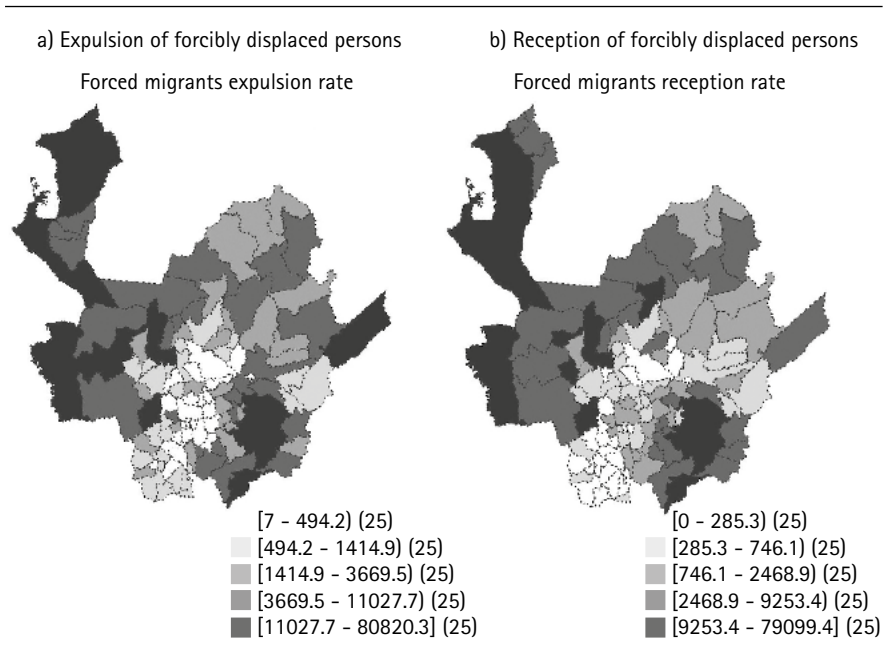 a) Expulsion of forcibly displaced persons
Forced migrants expulsion rate
[7 - 494.2) (25)
[494.2 - 1414.9) (25)
[1414.9 - 3669.5) (25)
[3669.5 - 11027.7) (25)
[11027.7 - 80820.3] (25)
b) Reception of forcibly displaced persons
Forced migrants reception rate
[0 - 285.3) (25)
[285.3 - 746.1) (25)
[746.1 - 2468.9) (25)
[2468.9 - 9253.4) (25)
[9253.4 - 79099.4] (25)